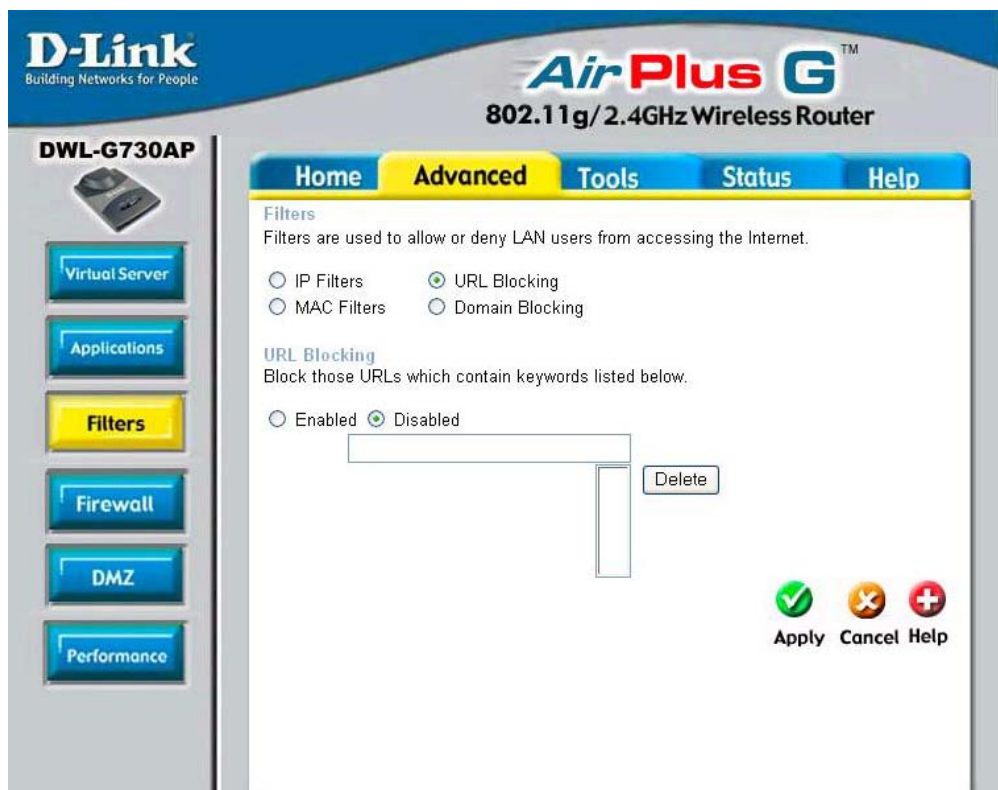 D-Link
Building Networks for People
Air Plus G™
802.11g/2.4GHz Wireless Router
DWL-G730AP
Home Advanced Tools Status Help
Virtual Server
Applications
Filters
Firewall
DMZ
Performance
Filters
Filters are used to allow or deny LAN users from accessing the Internet.
IP Filters URL Blocking
MAC Filters Domain Blocking
URL Blocking
Block those URLs which contain keywords listed below.
Enabled Disabled
Delete
Apply Cancel Help